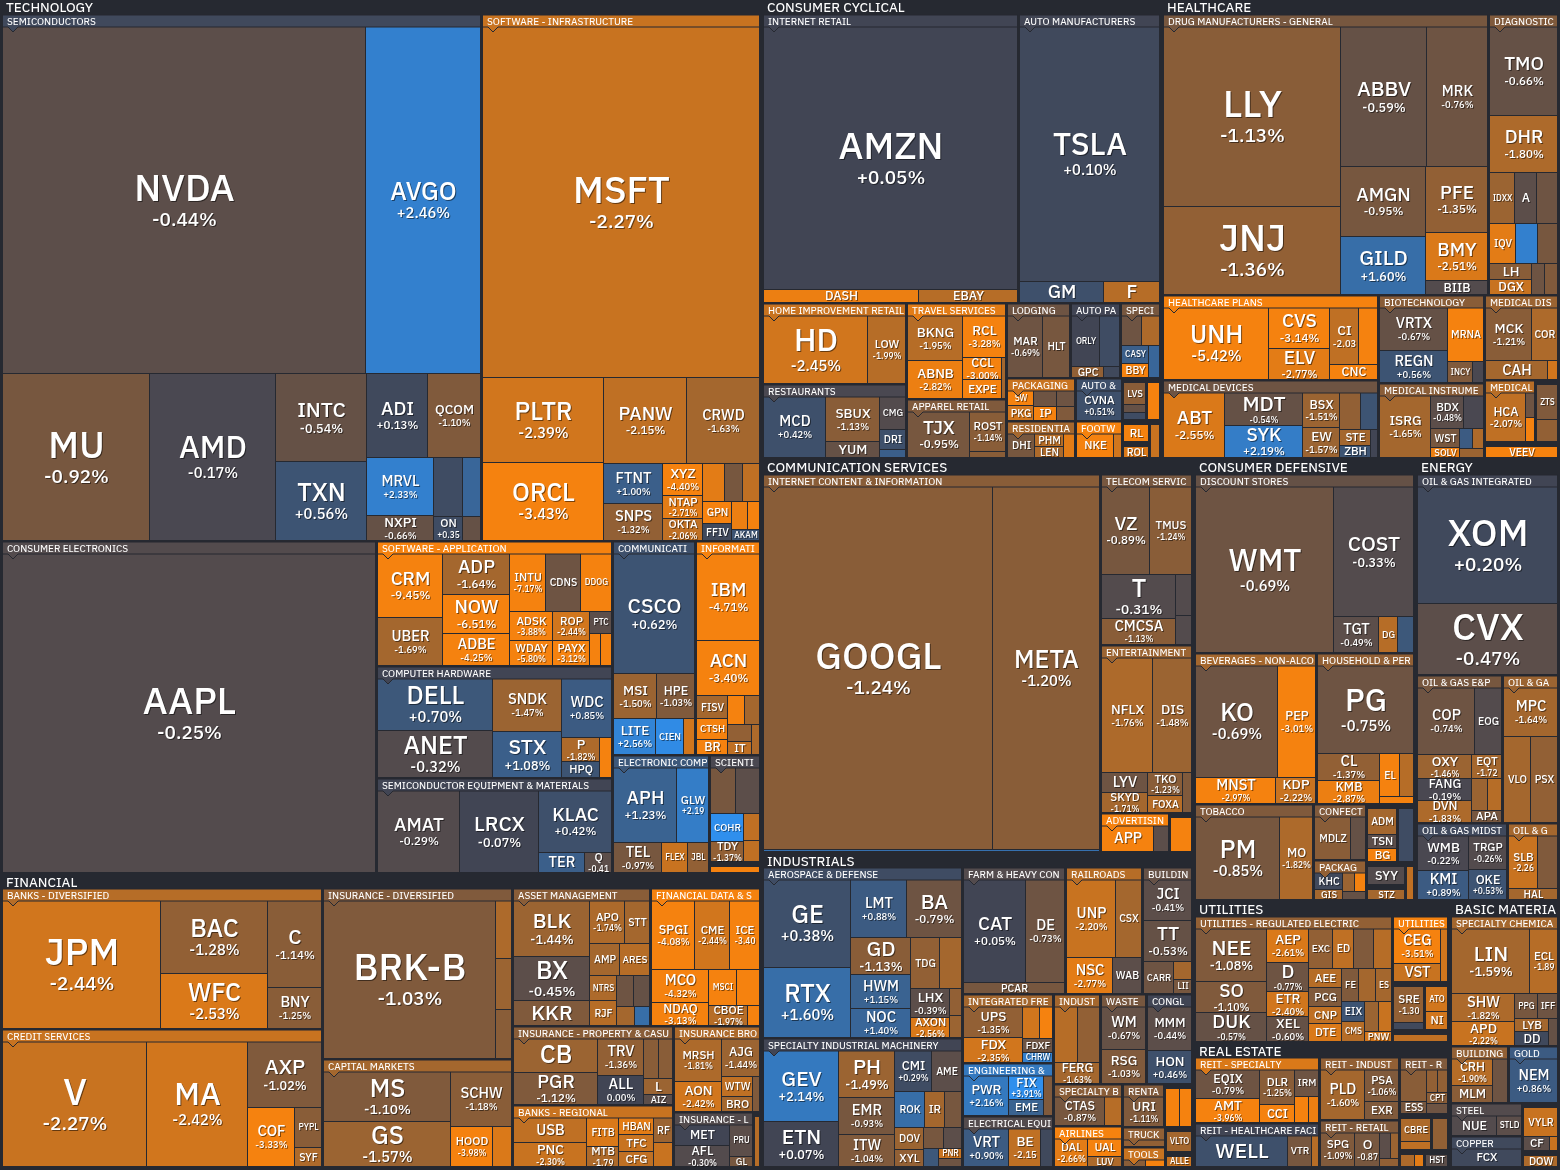 TECHNOLOGY
SEMICONDUCTORS
NVDA
-0.44%
AVGO
+2.46%
MU
-0.92%
AMD
-0.17%
INTC
-0.54%
TXN
+0.56%
ADI
+0.13%
QCOM
-1.10%
MRVL
+2.33%
NXPI
-0.66%
ON
+0.35
SOFTWARE - INFRASTRUCTURE
MSFT
-2.27%
PLTR
-2.39%
ORCL
-3.43%
PANW
-2.15%
CRWD
-1.63%
FTNT
+1.00%
SNPS
-1.32%
XYZ
-4.40%
NTAP
-2.71%
OKTA
-2.06%
GPN
FFIV
AKAM
CONSUMER ELECTRONICS
AAPL
-0.25%
SOFTWARE - APPLICATION
CRM
-9.45%
UBER
-1.69%
ADP
-1.64%
NOW
-6.51%
ADBE
-4.25%
INTU
-7.17%
CDNS
DDOG
ADSK
-3.88%
ROP
-2.44%
PTC
WDAY
-5.80%
PAYX
-3.12%
COMMUNICATI
CSCO
+0.62%
MSI
-1.50%
HPE
-1.03%
LITE
+2.56%
CIEN
INFORMATI
IBM
-4.71%
ACN
-3.40%
FISV
CTSH
BR
IT
COMPUTER HARDWARE
DELL
+0.70%
ANET
-0.32%
SNDK
-1.47%
WDC
+0.85%
STX
+1.08%
P
-1.82%
HPQ
SEMICONDUCTOR EQUIPMENT & MATERIALS
AMAT
-0.29%
LRCX
-0.07%
KLAC
+0.42%
TER
Q
-0.41
ELECTRONIC COMP
APH
+1.23%
GLW
+2.19
TEL
-0.97%
FLEX
JBL
SCIENTI
COHR
TDY
-1.37%
CONSUMER CYCLICAL
INTERNET RETAIL
AMZN
+0.05%
DASH
EBAY
AUTO MANUFACTURERS
TSLA
+0.10%
GM
F
HOME IMPROVEMENT RETAIL
HD
-2.45%
LOW
-1.99%
TRAVEL SERVICES
BKNG
-1.95%
RCL
-3.28%
ABNB
-2.82%
CCL
-3.00%
EXPE
LODGING
MAR
-0.69%
HLT
AUTO PA
ORLY
GPC
SPECI
CASY
BBY
RESTAURANTS
MCD
+0.42%
SBUX
-1.13%
YUM
CMG
DRI
APPAREL RETAIL
TJX
-0.95%
ROST
-1.14%
PACKAGING
SW
PKG
IP
AUTO &
CVNA
+0.51%
LVS
RESIDENTIA
DHI
PHM
LEN
FOOTW
NKE
RL
ROL
HEALTHCARE
DRUG MANUFACTURERS - GENERAL
LLY
-1.13%
JNJ
-1.36%
ABBV
-0.59%
MRK
-0.76%
AMGN
-0.95%
PFE
-1.35%
GILD
+1.60%
BMY
-2.51%
BIIB
DIAGNOSTIC
TMO
-0.66%
DHR
-1.80%
IDXX
A
IQV
LH
DGX
HEALTHCARE PLANS
UNH
-5.42%
CVS
-3.14%
CI
-2.03
ELV
-2.77%
CNC
BIOTECHNOLOGY
VRTX
-0.67%
MRNA
REGN
+0.56%
INCY
MEDICAL DIS
MCK
-1.21%
COR
CAH
MEDICAL DEVICES
ABT
-2.55%
MDT
-0.54%
SYK
+2.19%
BSX
-1.51%
EW
-1.57%
STE
ZBH
MEDICAL INSTRUME
ISRG
-1.65%
BDX
-0.48%
WST
SOLV
MEDICAL
HCA
-2.07%
ZTS
VEEV
COMMUNICATION SERVICES
INTERNET CONTENT & INFORMATION
GOOGL
-1.24%
META
-1.20%
TELECOM SERVIC
VZ
-0.89%
TMUS
-1.24%
T
-0.31%
CMCSA
-1.13%
ENTERTAINMENT
NFLX
-1.76%
DIS
-1.48%
LYV
TKO
-1.23%
SKYD
-1.71%
FOXA
ADVERTISIN
APP
CONSUMER DEFENSIVE
DISCOUNT STORES
WMT
-0.69%
COST
-0.33%
TGT
-0.49%
DG
BEVERAGES - NON-ALCO
KO
-0.69%
PEP
-3.01%
MNST
-2.97%
KDP
-2.22%
HOUSEHOLD & PER
PG
-0.75%
CL
-1.37%
KMB
-2.87%
EL
TOBACCO
PM
-0.85%
MO
-1.82%
CONFECT
MDLZ
ADM
TSN
BG
PACKAG
KHC
GIS
SYY
STZ
ENERGY
OIL & GAS INTEGRATED
XOM
+0.20%
CVX
-0.47%
OIL & GAS E&P
COP
-0.74%
EOG
OXY
-1.46%
EQT
-1.72
FANG
-0.19%
DVN
-1.83%
APA
OIL & GA
MPC
-1.64%
VLO
PSX
OIL & GAS MIDST
WMB
-0.22%
TRGP
-0.26%
KMI
+0.89%
OKE
+0.53%
OIL & G
SLB
-2.26
HAL
FINANCIAL
BANKS - DIVERSIFIED
JPM
-2.44%
BAC
-1.28%
C
-1.14%
WFC
-2.53%
BNY
-1.25%
CREDIT SERVICES
V
-2.27%
MA
-2.42%
AXP
-1.02%
COF
-3.33%
PYPL
SYF
INSURANCE - DIVERSIFIED
BRK-B
-1.03%
CAPITAL MARKETS
MS
-1.10%
GS
-1.57%
SCHW
-1.18%
HOOD
-3.98%
ASSET MANAGEMENT
BLK
-1.44%
BX
-0.45%
KKR
APO
-1.74%
STT
AMP
ARES
NTRS
RJF
FINANCIAL DATA & S
SPGI
-4.08%
CME
-2.44%
ICE
-3.40
MCO
-4.32%
MSCI
NDAQ
-3.13%
CBOE
-1.97%
INSURANCE - PROPERTY & CASU
CB
-1.36%
TRV
-1.36%
PGR
-1.12%
ALL
0.00%
L
AIZ
INSURANCE BRO
MRSH
-1.81%
AJG
-1.44%
AON
-2.42%
WTW
BRO
BANKS - REGIONAL
USB
PNC
-2.30%
FITB
MTB
-1.79
HBAN
TFC
CFG
RF
INSURANCE - L
MET
AFL
-0.30%
PRU
GL
INDUSTRIALS
AEROSPACE & DEFENSE
GE
+0.38%
RTX
+1.60%
LMT
+0.88%
BA
-0.79%
GD
-1.13%
TDG
HWM
+1.15%
NOC
+1.40%
LHX
-0.39%
AXON
-2.56%
FARM & HEAVY CON
CAT
+0.05%
DE
-0.73%
PCAR
RAILROADS
UNP
-2.20%
CSX
NSC
-2.77%
WAB
BUILDIN
JCI
-0.41%
TT
-0.53%
CARR
LII
SPECIALTY INDUSTRIAL MACHINERY
GEV
+2.14%
ETN
+0.07%
PH
-1.49%
EMR
-0.93%
ITW
-1.04%
CMI
+0.29%
AME
ROK
IR
DOV
XYL
PNR
INTEGRATED FRE
UPS
-1.35%
FDX
-2.35%
FDXF
CHRW
INDUST
FERG
-1.63%
WASTE
WM
-0.67%
RSG
-1.03%
CONGL
MMM
-0.44%
HON
+0.46%
ENGINEERING &
PWR
+2.16%
FIX
+3.91%
EME
ELECTRICAL EQUI
VRT
+0.90%
BE
-2.15
SPECIALTY B
CTAS
-0.87%
RENTA
URI
-1.11%
AIRLINES
DAL
-2.66%
UAL
LUV
TRUCK
TOOLS
VLTO
ALLE
UTILITIES
UTILITIES - REGULATED ELECTRIC
NEE
-1.08%
SO
-1.10%
DUK
-0.57%
AEP
-2.61%
D
-0.77%
ETR
-2.40%
XEL
-0.60%
EXC
ED
AEE
PCG
CNP
DTE
FE
EIX
CMS
ES
PNW
UTILITIES
CEG
-3.51%
VST
SRE
-1.30
ATO
NI
REAL ESTATE
REIT - SPECIALTY
EQIX
-0.79%
AMT
-3.96%
DLR
-1.25%
IRM
CCI
REIT - INDUST
PLD
-1.60%
PSA
-1.06%
EXR
REIT - R
ESS
CPT
REIT - HEALTHCARE FACI
WELL
VTR
REIT - RETAIL
SPG
-1.09%
O
-0.87
CBRE
HST
BASIC MATERIA
SPECIALTY CHEMICA
LIN
-1.59%
ECL
-1.89
SHW
-1.82%
PPG
IFF
APD
-2.22%
LYB
DD
BUILDING
CRH
-1.90%
MLM
GOLD
NEM
+0.86%
STEEL
NUE
STLD
VYLR
COPPER
FCX
CF
DOW